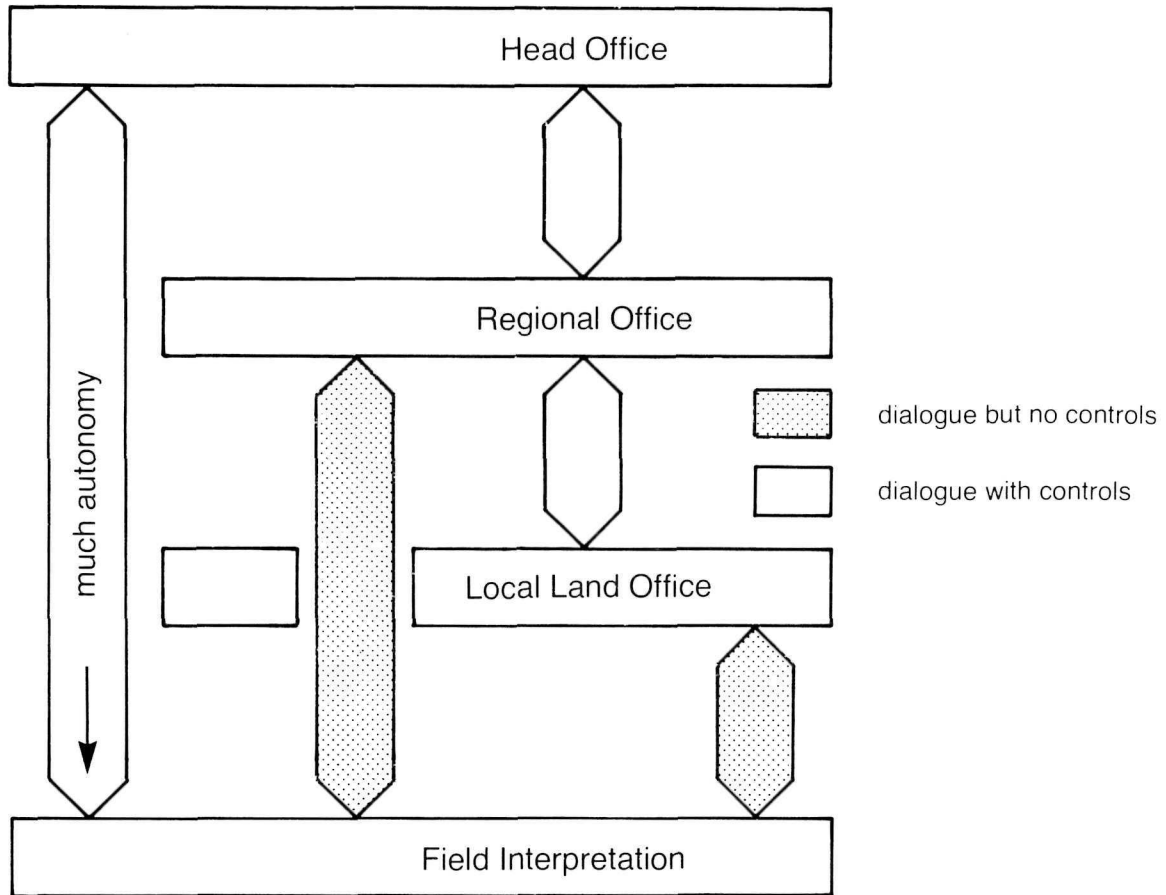 Head Office
Regional Office
much autonomy
dialogue but no controls
dialogue with controls
Local Land Office
Field Interpretation